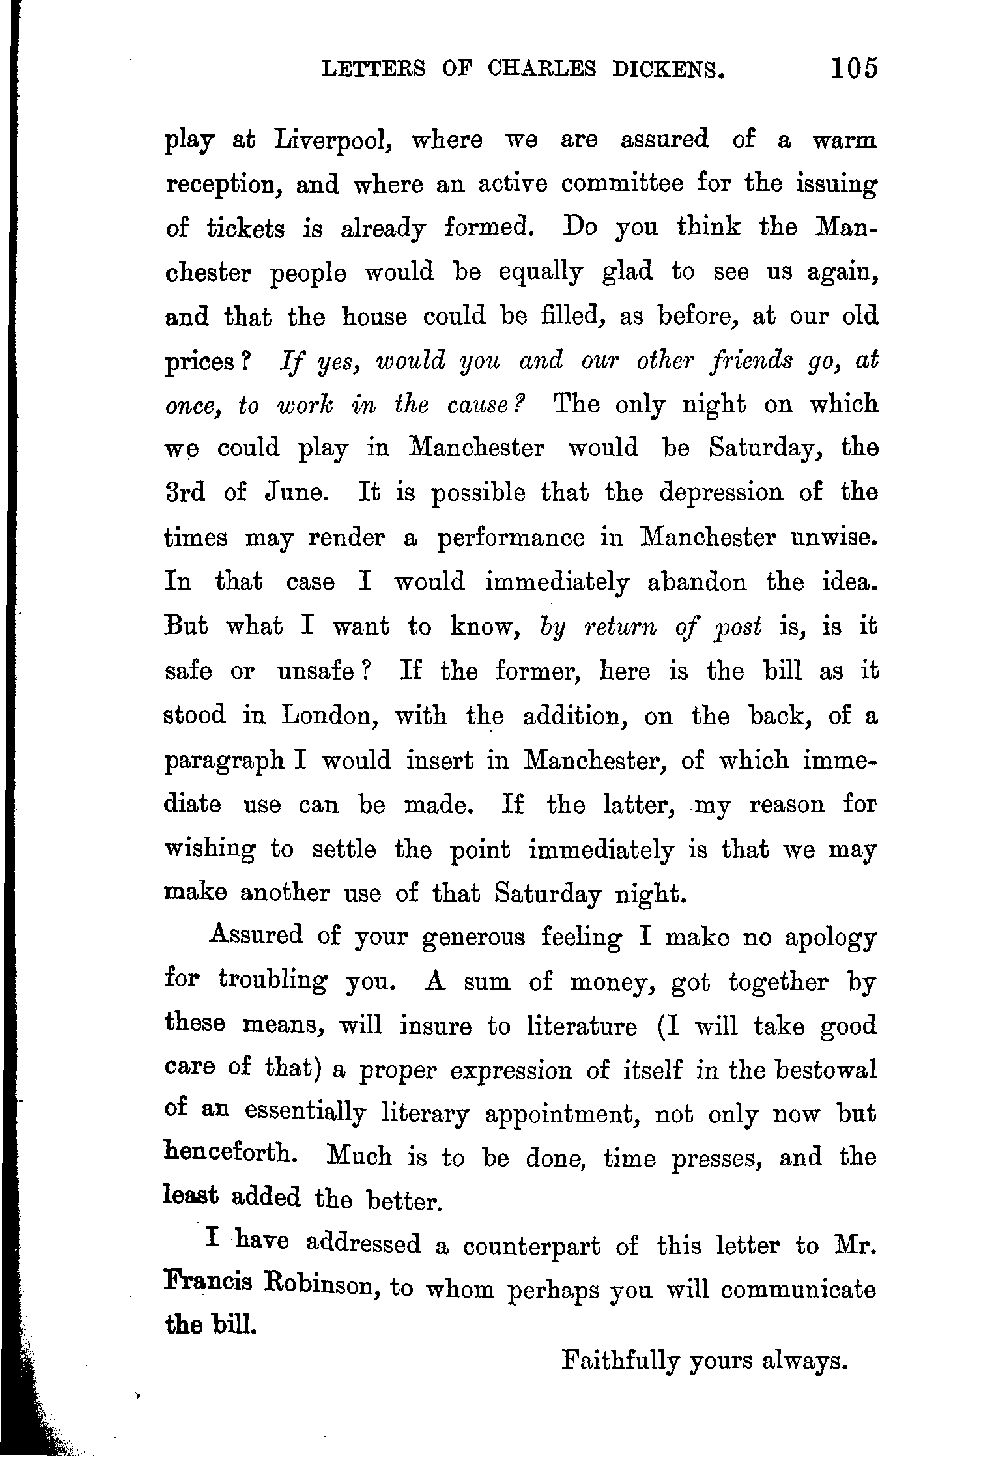 LETTERS OF CHARLES DICKENS. 105
play at Liverpool, where we are assured of a warm
reception, and where an active committee for the issuing
of tickets is already formed. Do you think the Man-
chester people would be equally glad to see us again,
and that the house could be filled, as before, at our old
prices? If yes, would you and our other friends go, at
once, to work in the cause? The only night on which
we could play in Manchester would be Saturday, the
3rd of June. It is possible that the depression of the
times may render a performance in Manchester unwise.
In that case I would immediately abandon the idea.
But what I want to know, by return of post is, is it
safe or unsafe? If the former, here is the bill as it
stood in London, with the addition, on the back, of a
paragraph I would insert in Manchester, of which imme-
diate use can be made. If the latter, my reason for
wishing to settle the point immediately is that we may
make another use of that Saturday night.
Assured of your generous feeling I make no apology
for troubling you. A sum of money, got together by
these means, will insure to literature (I will take good
care of that) a proper expression of itself in the bestowal
of an essentially literary appointment, not only now but
henceforth. Much is to be done, time presses, and the
least added the better.
I have addressed a counterpart of this letter to Mr.
Francis Robinson, to whom perhaps you will communicate
the bill.
Faithfully yours always.